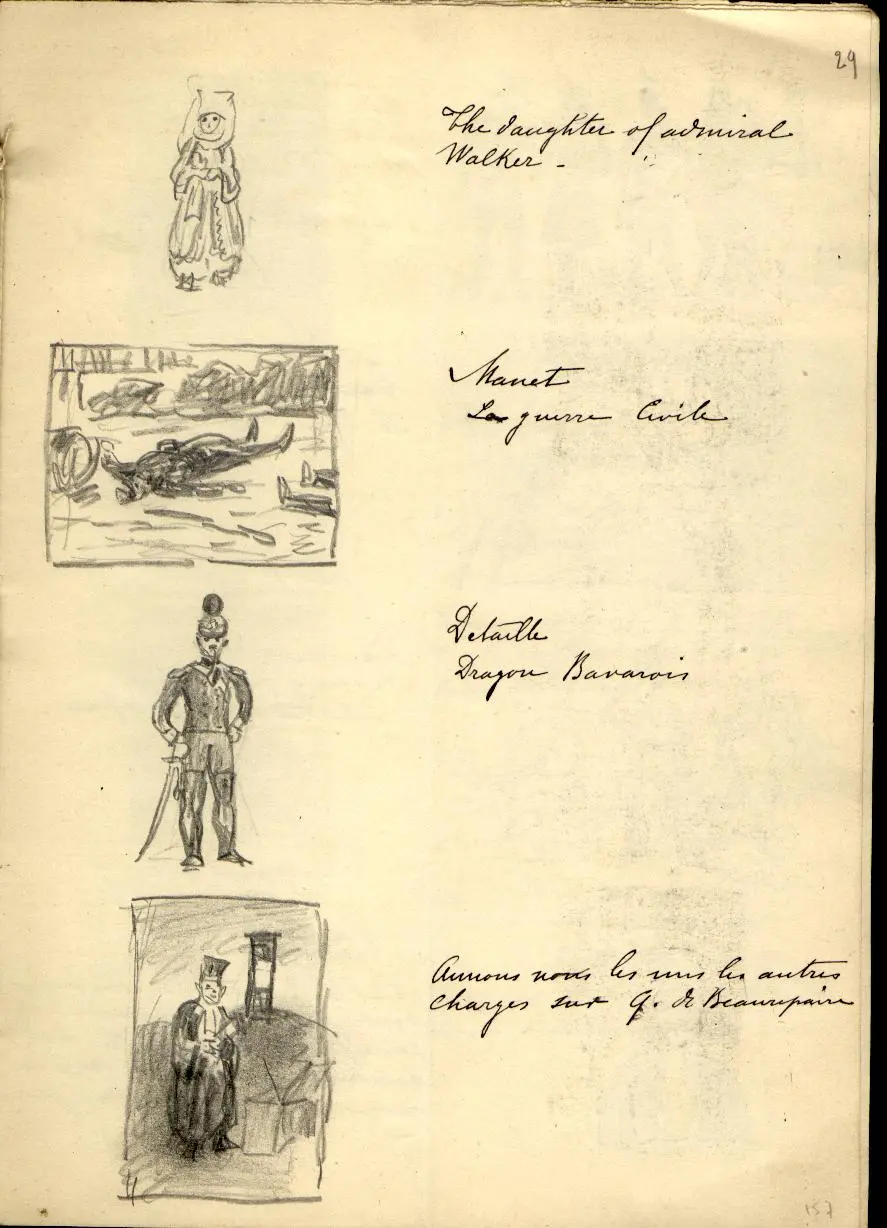 29
The daughter of admiral
Walker -
Manet
La guerre Civile
Detaille
Dragon Bavarois
Aimons nous les uns les autres
charges sur Q. de Beaurepaire
157